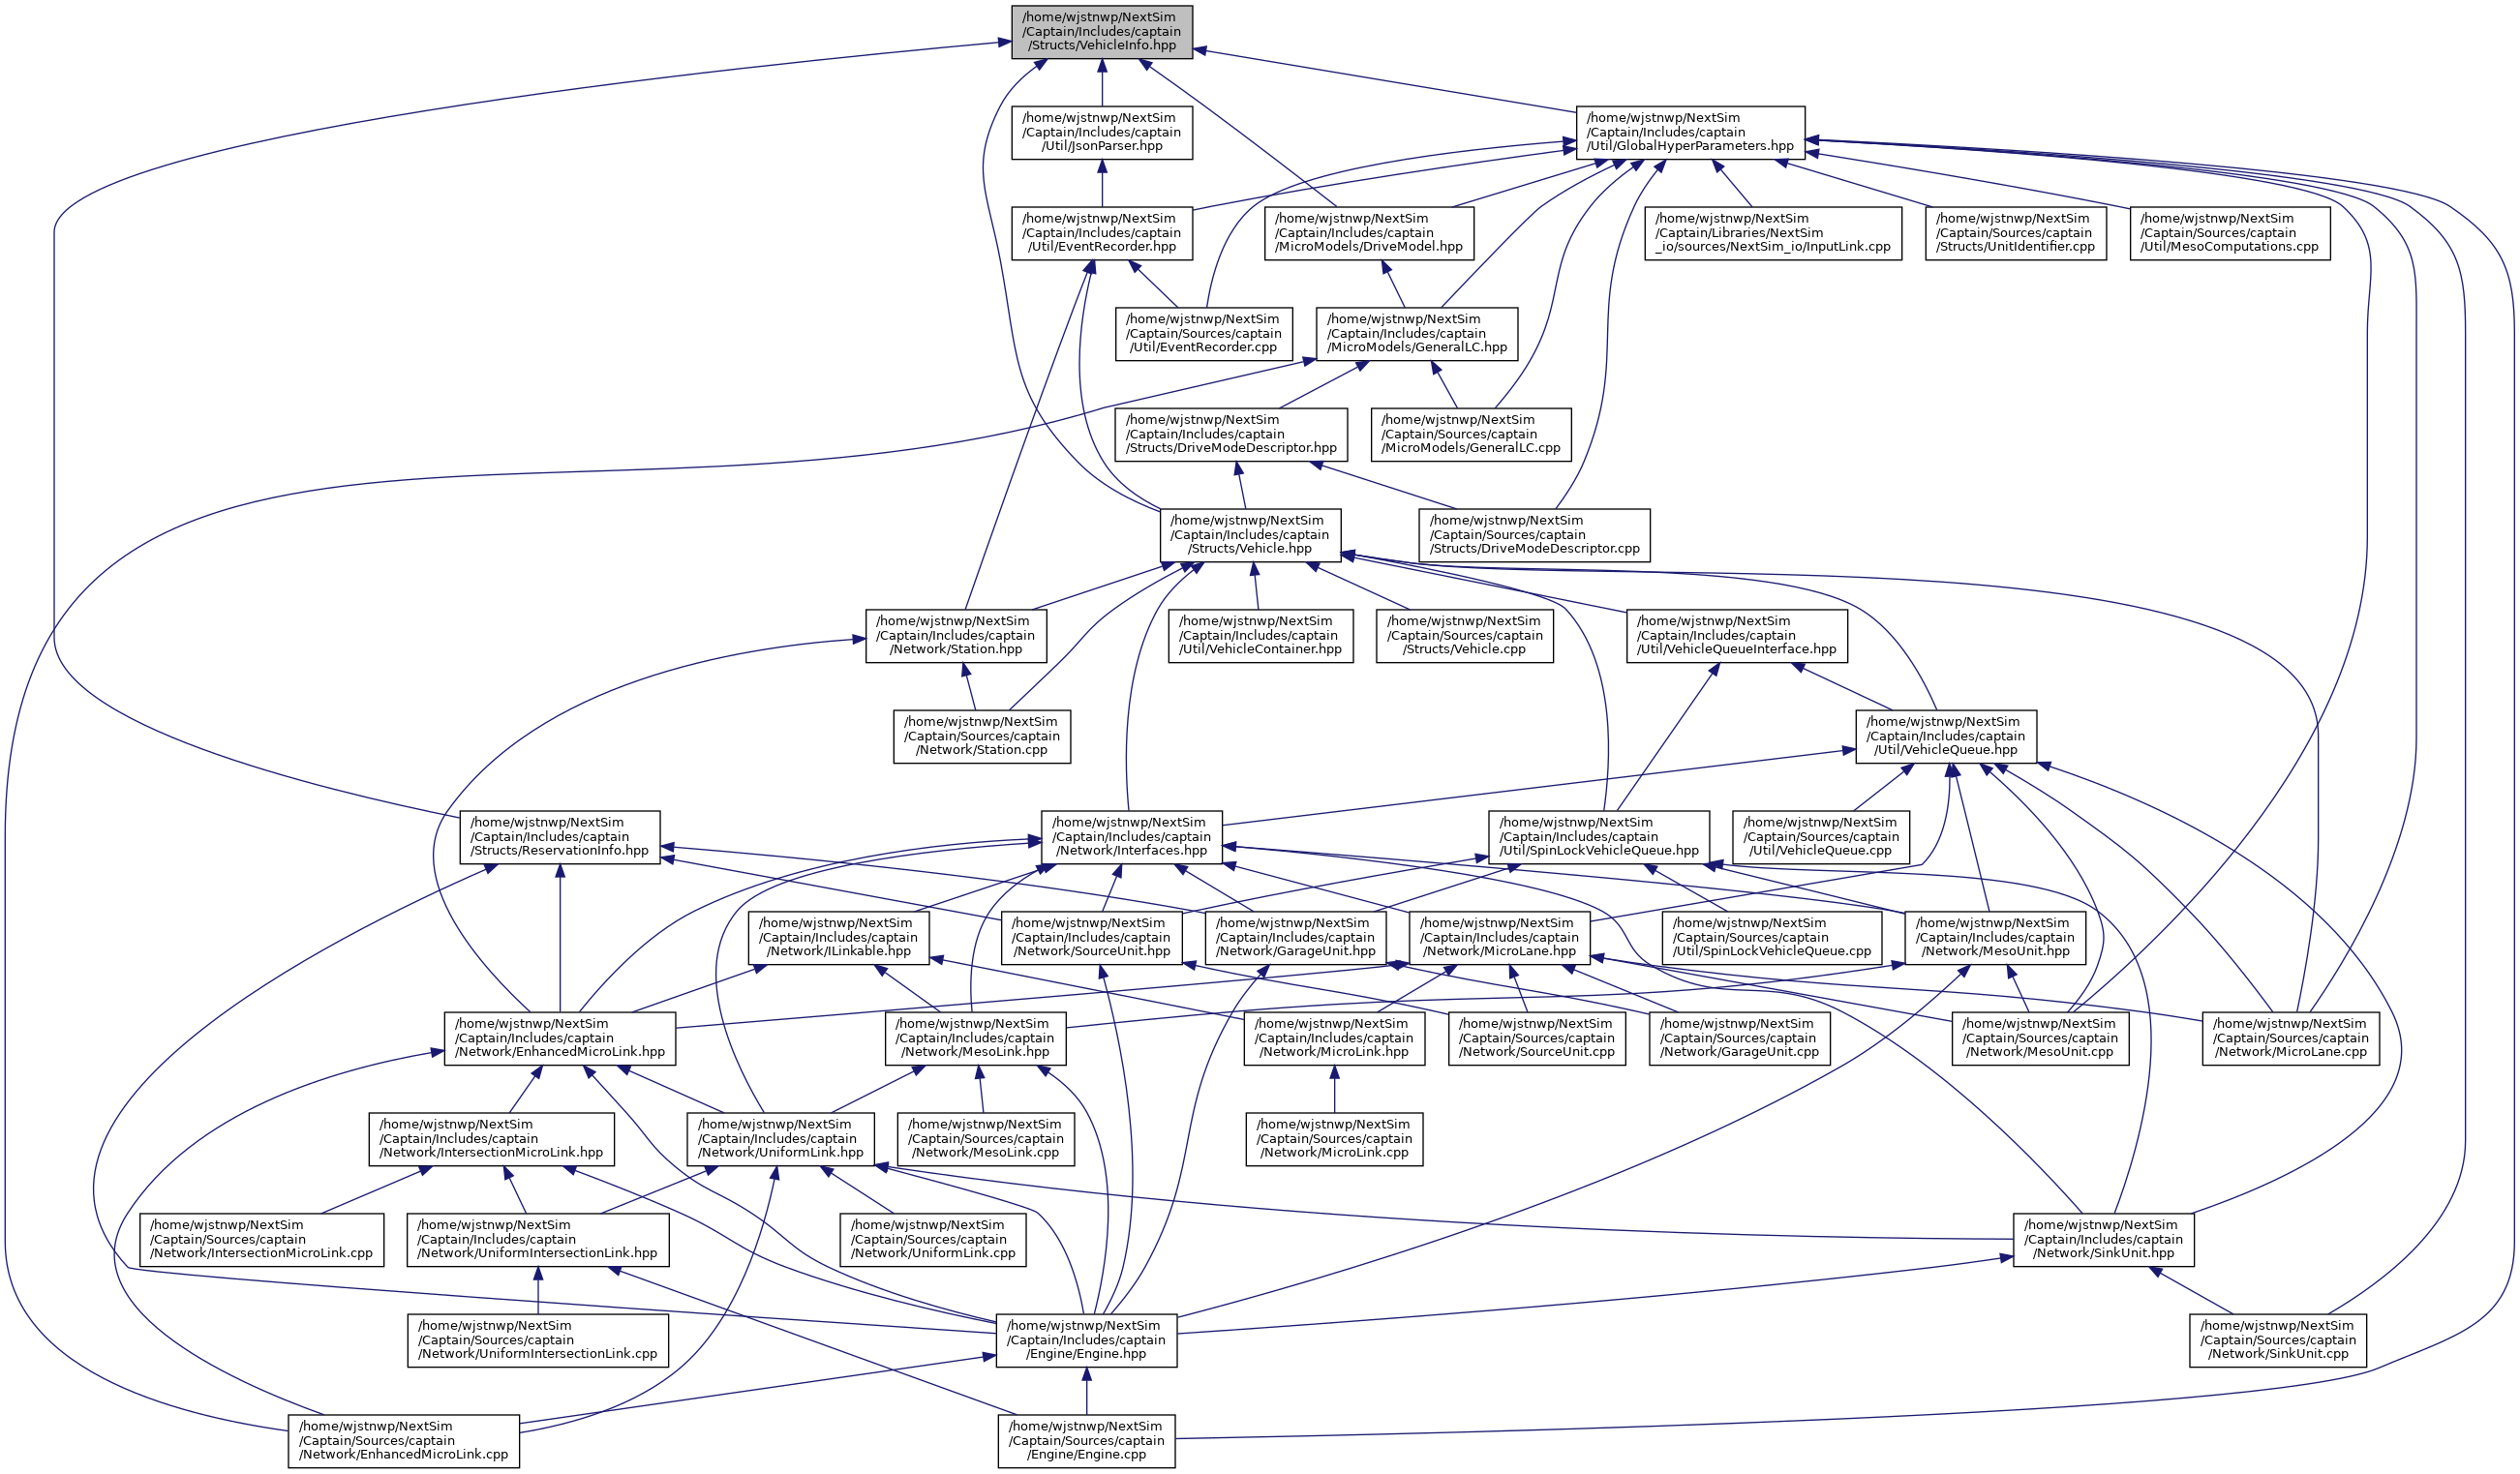 /home/wjstnwp/NextSim
/Captain/Includes/captain
/Structs/VehicleInfo.hpp
/home/wjstnwp/NextSim
/Captain/Includes/captain
/Util/JsonParser.hpp
/home/wjstnwp/NextSim
/Captain/Includes/captain
/Util/GlobalHyperParameters.hpp
/home/wjstnwp/NextSim
/Captain/Includes/captain
/Util/EventRecorder.hpp
/home/wjstnwp/NextSim
/Captain/Includes/captain
/MicroModels/DriveModel.hpp
/home/wjstnwp/NextSim
/Captain/Libraries/NextSim
_io/sources/NextSim_io/InputLink.cpp
/home/wjstnwp/NextSim
/Captain/Sources/captain
/Structs/UnitIdentifier.cpp
/home/wjstnwp/NextSim
/Captain/Sources/captain
/Util/MesoComputations.cpp
/home/wjstnwp/NextSim
/Captain/Sources/captain
/Util/EventRecorder.cpp
/home/wjstnwp/NextSim
/Captain/Includes/captain
/MicroModels/GeneralLC.hpp
/home/wjstnwp/NextSim
/Captain/Includes/captain
/Structs/DriveModeDescriptor.hpp
/home/wjstnwp/NextSim
/Captain/Sources/captain
/MicroModels/GeneralLC.cpp
/home/wjstnwp/NextSim
/Captain/Includes/captain
/Structs/Vehicle.hpp
/home/wjstnwp/NextSim
/Captain/Sources/captain
/Structs/DriveModeDescriptor.cpp
/home/wjstnwp/NextSim
/Captain/Includes/captain
/Network/Station.hpp
/home/wjstnwp/NextSim
/Captain/Includes/captain
/Util/VehicleContainer.hpp
/home/wjstnwp/NextSim
/Captain/Sources/captain
/Structs/Vehicle.cpp
/home/wjstnwp/NextSim
/Captain/Includes/captain
/Util/VehicleQueueInterface.hpp
/home/wjstnwp/NextSim
/Captain/Sources/captain
/Network/Station.cpp
/home/wjstnwp/NextSim
/Captain/Includes/captain
/Util/VehicleQueue.hpp
/home/wjstnwp/NextSim
/Captain/Includes/captain
/Structs/ReservationInfo.hpp
/home/wjstnwp/NextSim
/Captain/Includes/captain
/Network/Interfaces.hpp
/home/wjstnwp/NextSim
/Captain/Includes/captain
/Util/SpinLockVehicleQueue.hpp
/home/wjstnwp/NextSim
/Captain/Sources/captain
/Util/VehicleQueue.cpp
/home/wjstnwp/NextSim
/Captain/Includes/captain
/Network/ILinkable.hpp
/home/wjstnwp/NextSim
/Captain/Includes/captain
/Network/SourceUnit.hpp
/home/wjstnwp/NextSim
/Captain/Includes/captain
/Network/GarageUnit.hpp
/home/wjstnwp/NextSim
/Captain/Includes/captain
/Network/MicroLane.hpp
/home/wjstnwp/NextSim
/Captain/Sources/captain
/Util/SpinLockVehicleQueue.cpp
/home/wjstnwp/NextSim
/Captain/Includes/captain
/Network/MesoUnit.hpp
/home/wjstnwp/NextSim
/Captain/Includes/captain
/Network/EnhancedMicroLink.hpp
/home/wjstnwp/NextSim
/Captain/Includes/captain
/Network/MesoLink.hpp
/home/wjstnwp/NextSim
/Captain/Includes/captain
/Network/MicroLink.hpp
/home/wjstnwp/NextSim
/Captain/Sources/captain
/Network/SourceUnit.cpp
/home/wjstnwp/NextSim
/Captain/Sources/captain
/Network/GarageUnit.cpp
/home/wjstnwp/NextSim
/Captain/Sources/captain
/Network/MesoUnit.cpp
/home/wjstnwp/NextSim
/Captain/Sources/captain
/Network/MicroLane.cpp
/home/wjstnwp/NextSim
/Captain/Includes/captain
/Network/IntersectionMicroLink.hpp
/home/wjstnwp/NextSim
/Captain/Includes/captain
/Network/UniformLink.hpp
/home/wjstnwp/NextSim
/Captain/Sources/captain
/Network/MesoLink.cpp
/home/wjstnwp/NextSim
/Captain/Sources/captain
/Network/MicroLink.cpp
/home/wjstnwp/NextSim
/Captain/Sources/captain
/Network/IntersectionMicroLink.cpp
/home/wjstnwp/NextSim
/Captain/Includes/captain
/Network/UniformIntersectionLink.hpp
/home/wjstnwp/NextSim
/Captain/Sources/captain
/Network/UniformLink.cpp
/home/wjstnwp/NextSim
/Captain/Includes/captain
/Network/SinkUnit.hpp
/home/wjstnwp/NextSim
/Captain/Sources/captain
/Network/UniformIntersectionLink.cpp
/home/wjstnwp/NextSim
/Captain/Includes/captain
/Engine/Engine.hpp
/home/wjstnwp/NextSim
/Captain/Sources/captain
/Network/SinkUnit.cpp
/home/wjstnwp/NextSim
/Captain/Sources/captain
/Network/EnhancedMicroLink.cpp
/home/wjstnwp/NextSim
/Captain/Sources/captain
/Engine/Engine.cpp